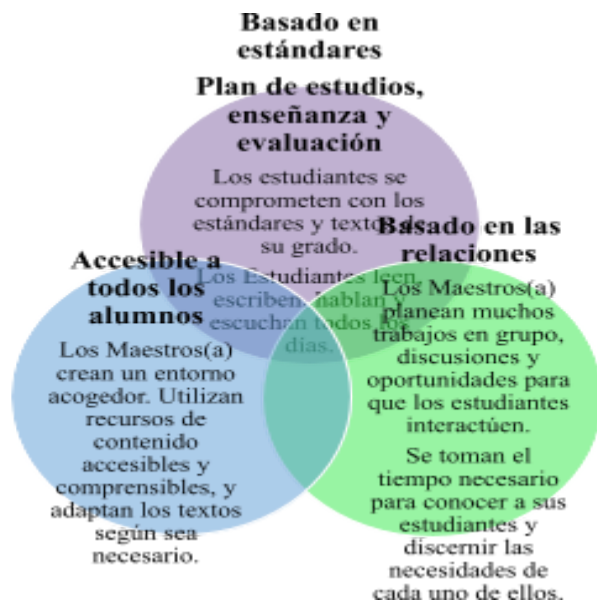 Basado en
estándares
Plan de estudios,
enseñanza y
evaluación
Los estudiantes se
comprometen con los
estándares y textos de
su grado.
Los Estudiantes leen,
escriben, hablan y
escuchan todos los
días.
Accesible a
todos los
alumnos
Los Maestros(a)
crean un entorno
acogedor. Utilizan
recursos de
contenido
accesibles y
comprensibles, y
adaptan los textos
según sea
necesario.
Basado en las
relaciones
Los Maestros(a)
planean muchos
trabajos en grupo,
discusiones y
oportunidades para
que los estudiantes
interactúen.
Se toman el
tiempo necesario
para conocer a sus
estudiantes y
discernir las
necesidades de
cada uno de ellos.